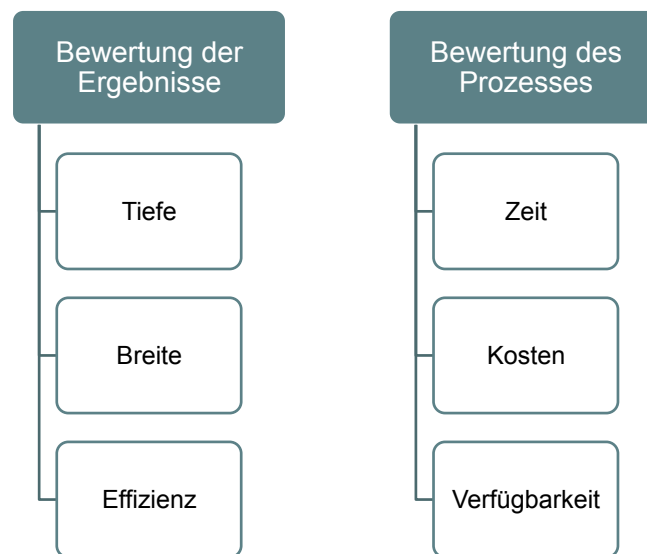 Bewertung der
Ergebnisse
Tiefe
Breite
Effizienz
Bewertung des
Prozesses
Zeit
Kosten
Verfügbarkeit